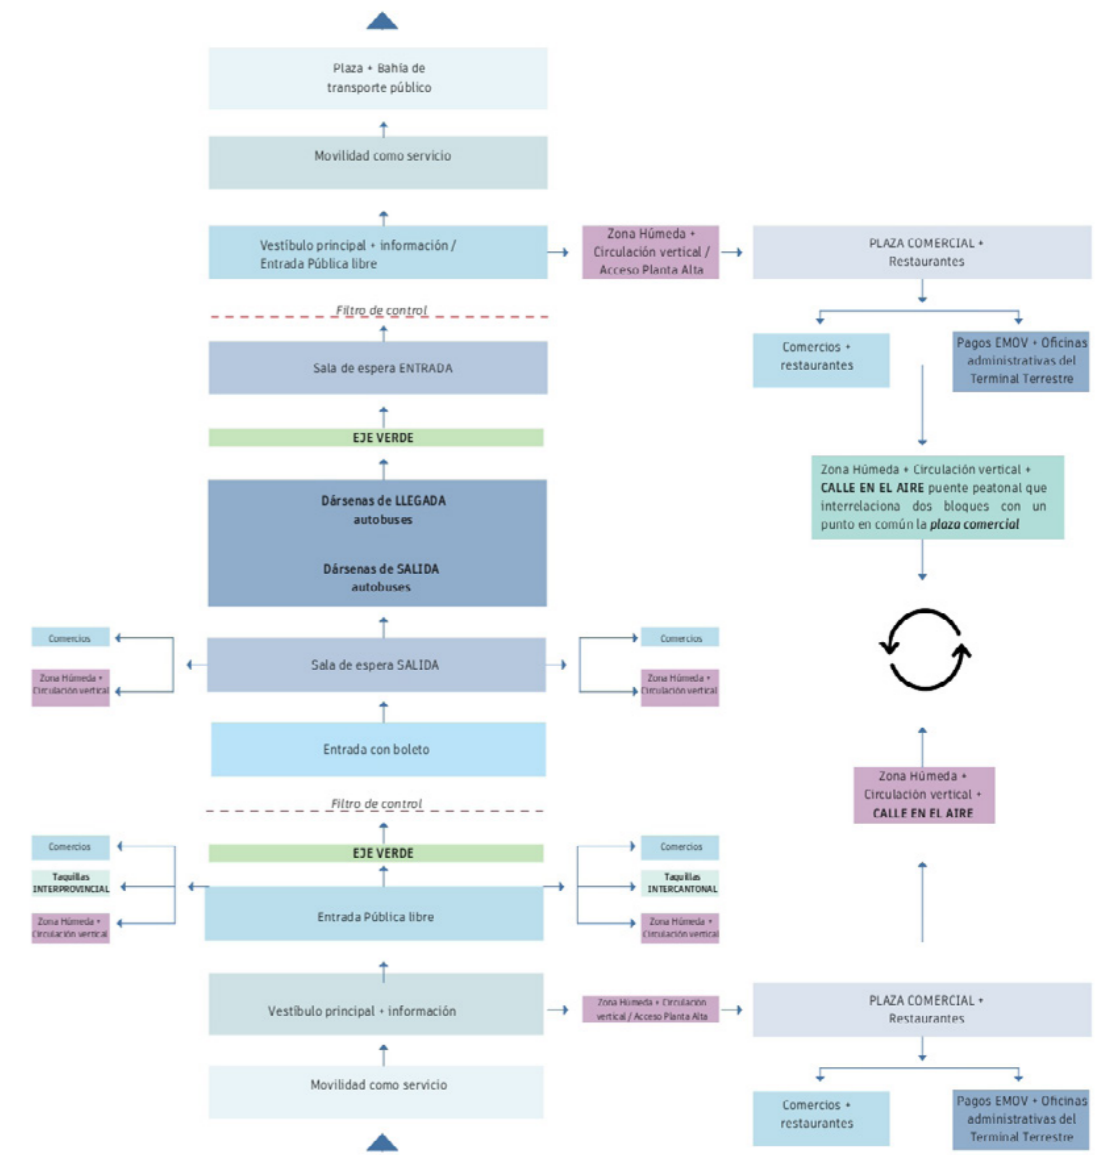 Plaza + Bahía de
transporte público
Movilidad como servicio
Vestíbulo principal + información /
Entrada Pública libre
Zona Húmeda +
Circulación vertical /
Acceso Planta Alta
PLAZA COMERCIAL +
Restaurantes
Filtro de control
Sala de espera ENTRADA
Comercios +
restaurantes
Pagos EMOV + Oficinas
administrativas del
Terminal Terrestre
EJE VERDE
Dársenas de LLEGADA
autobuses
Dársenas de SALIDA
autobuses
Zona Húmeda + Circulación vertical +
CALLE EN EL AIRE puente peatonal que
interrelaciona dos bloques con un
punto en común la plaza comercial
Comercios
Zona Húmeda +
Circulación vertical
Sala de espera SALIDA
Comercios
Zona Húmeda +
Circulación vertical
Entrada con boleto
Zona Húmeda +
Circulación vertical +
CALLE EN EL AIRE
Filtro de control
EJE VERDE
Comercios
Taquillas
INTERPROVINCIAL
Zona Húmeda +
Circulación vertical
Entrada Pública libre
Comercios
Taquillas
INTERCANTONAL
Zona Húmeda +
Circulación vertical
Vestíbulo principal + información
Zona Húmeda + Circulación
vertical / Acceso Planta Alta
PLAZA COMERCIAL +
Restaurantes
Movilidad como servicio
Comercios +
restaurantes
Pagos EMOV + Oficinas
administrativas del
Terminal Terrestre